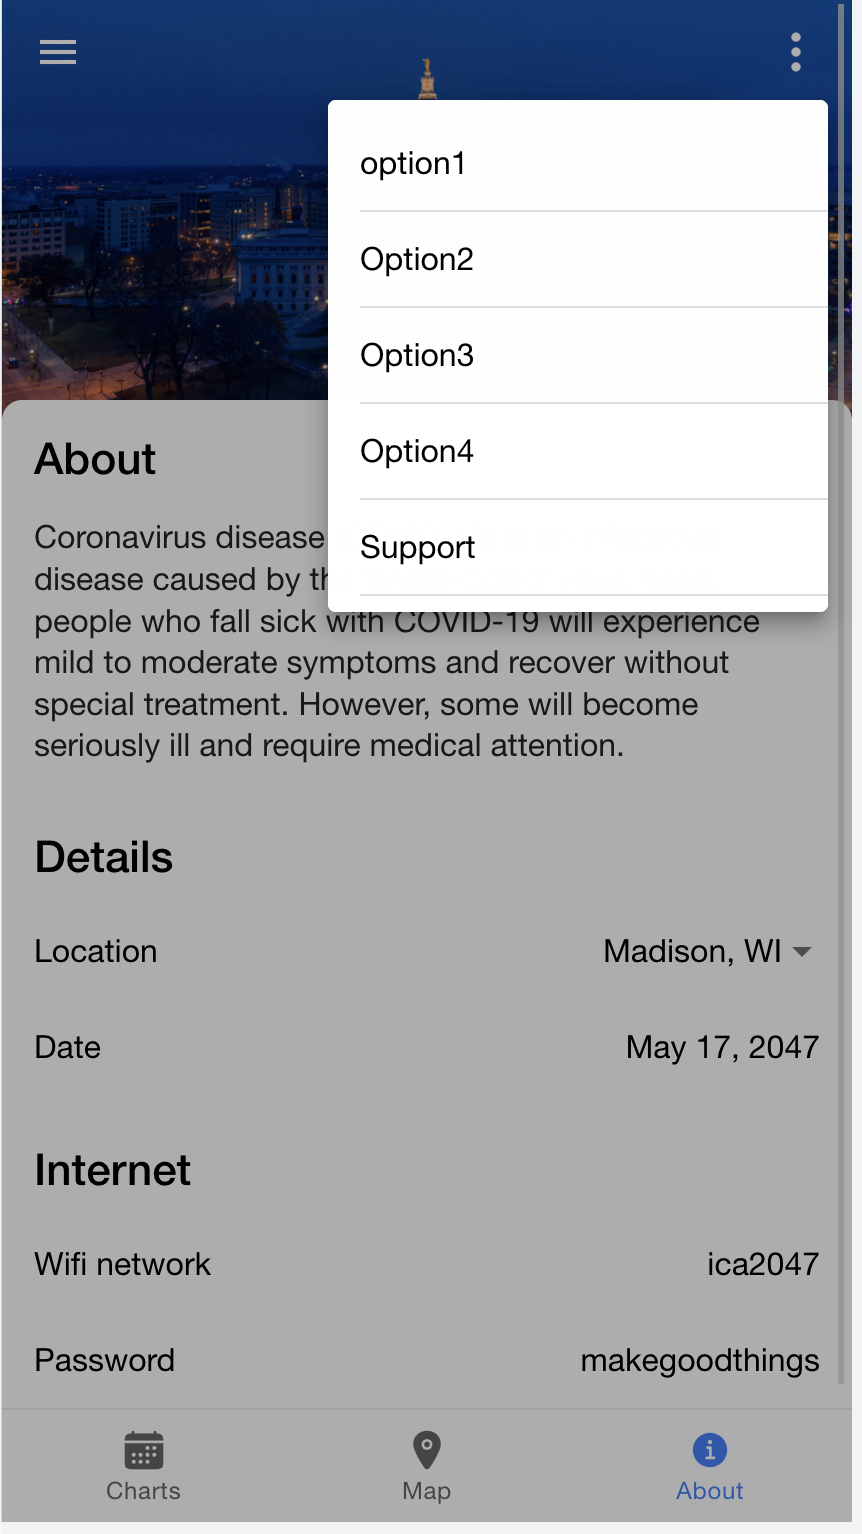 option1
Option2
Option3
Option4
Support
About
Coronavirus disease
disease caused by th
people who fall sick with COVID-19 will experience
mild to moderate symptoms and recover without
special treatment. However, some will become
seriously ill and require medical attention.
Details
Location Madison, WI
Date May 17, 2047
Internet
Wifi network ica2047
Password makegoodthings
Charts Map About